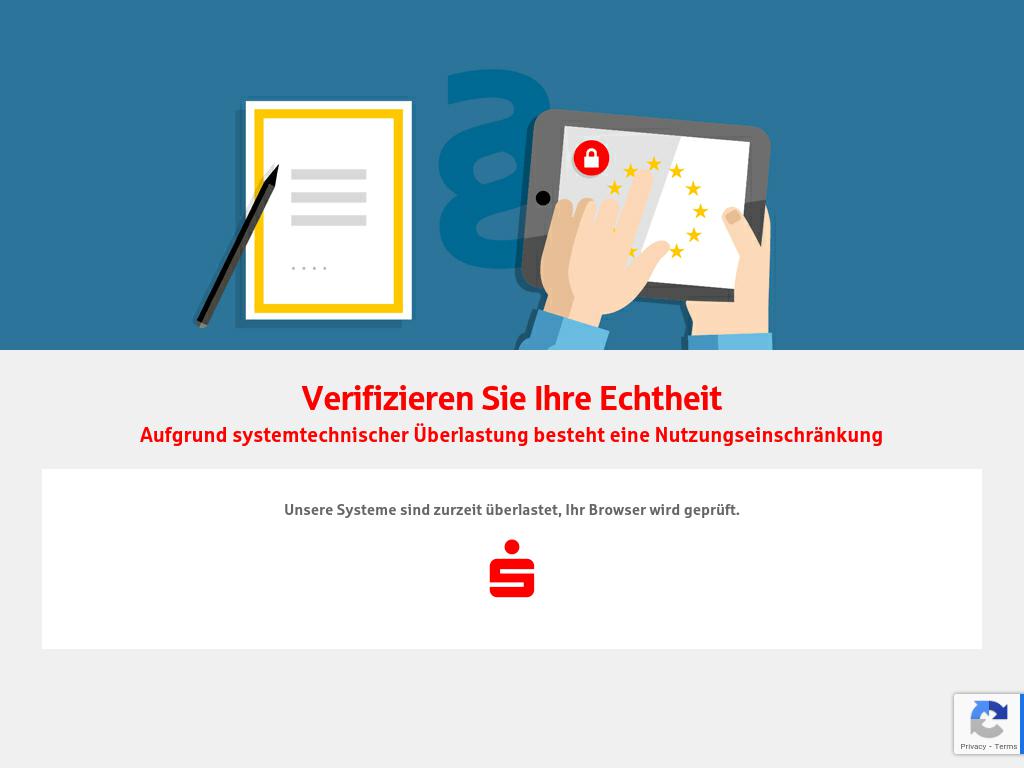 Verifizieren Sie Ihre Echtheit
Aufgrund systemtechnischer Überlastung besteht eine Nutzungseinschränkung
Unsere Systeme sind zurzeit überlastet, Ihr Browser wird geprüft.
Privacy - Terms